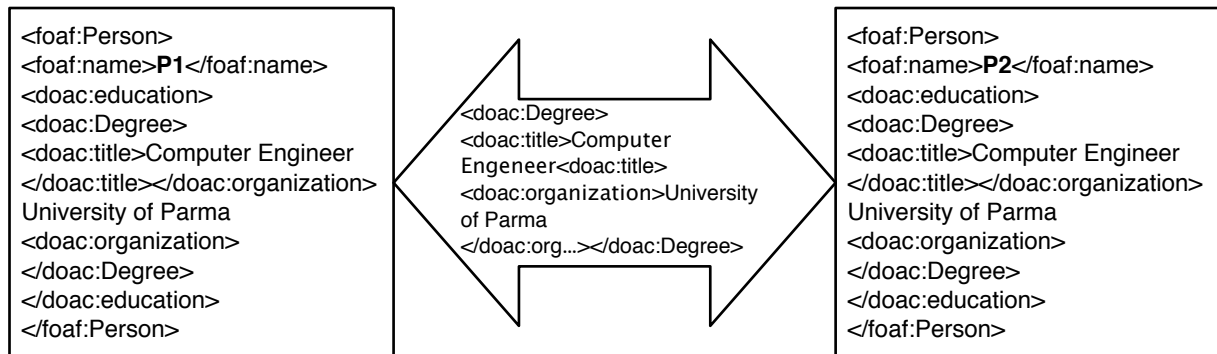 <foaf:Person>
<foaf:name>P1</foaf:name>
<doac:education>
<doac:Degree>
<doac:title>Computer Engineer
</doac:title></doac:organization>
University of Parma
<doac:organization>
</doac:Degree>
</doac:education>
</foaf:Person>
<doac:Degree>
<doac:title>Computer
Engeneer<doac:title>
<doac:organization>University
of Parma
</doac:org...></doac:Degree>
<foaf:Person>
<foaf:name>P2</foaf:name>
<doac:education>
<doac:Degree>
<doac:title>Computer Engineer
</doac:title></doac:organization>
University of Parma
<doac:organization>
</doac:Degree>
</doac:education>
</foaf:Person>